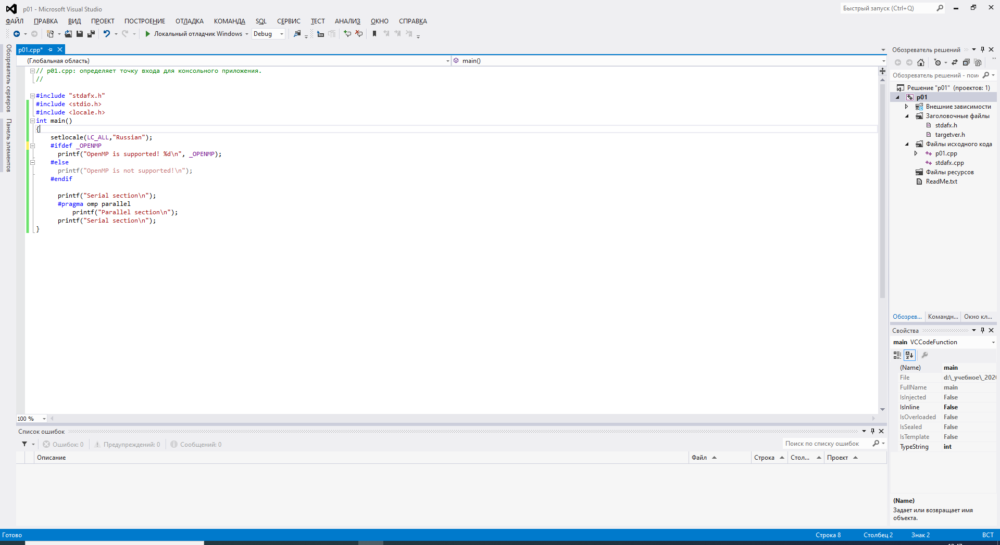 p01 - Microsoft Visual Studio
Быстрый запуск (Ctrl+Q)
ФАЙЛ ПРАВКА ВИД ПРОЕКТ ПОСТРОЕНИЕ ОТЛАДКА КОМАНДА SQL СЕРВИС ТЕСТ АНАЛИЗ ОКНО СПРАВКА
Локальный отладчик Windows Debug
Обозреватель серверов
Панель элементов
p01.cpp*
(Глобальная область) main()
// p01.cpp: определяет точку входа для консольного приложения.
//
#include "stdafx.h"
#include <stdio.h>
#include <locale.h>
int main()
{
setlocale(LC_ALL,"Russian");
#ifdef _OPENMP
printf("OpenMP is supported! %d\n", _OPENMP);
#else
printf("OpenMP is not supported!\n");
#endif
printf("Serial section\n");
#pragma omp parallel
printf("Parallel section\n");
printf("Serial section\n");
}
100 %
Обозреватель решений
Обозреватель решений - пои
Решение "p01" (проектов: 1)
p01
Внешние зависимости
Заголовочные файлы
stdafx.h
targetver.h
Файлы исходного кода
p01.cpp
stdafx.cpp
Файлы ресурсов
ReadMe.txt
Обозрев... Командн... Окно кл...
Свойства
main VCCodeFunction
(Name) main
File d:\_учебное\_202
FullName main
IsInjected False
IsInline False
IsOverloaded False
IsSealed False
IsTemplate False
TypeString int
(Name)
Задает или возвращает имя
объекта.
Список ошибок
Ошибок: 0 Предупреждений: 0 Сообщений: 0
Поиск по списку ошибок
Описание Файл Строка Стол... Проект
Готово Строка 8 Столбец 2 Знак 2 ВСТ